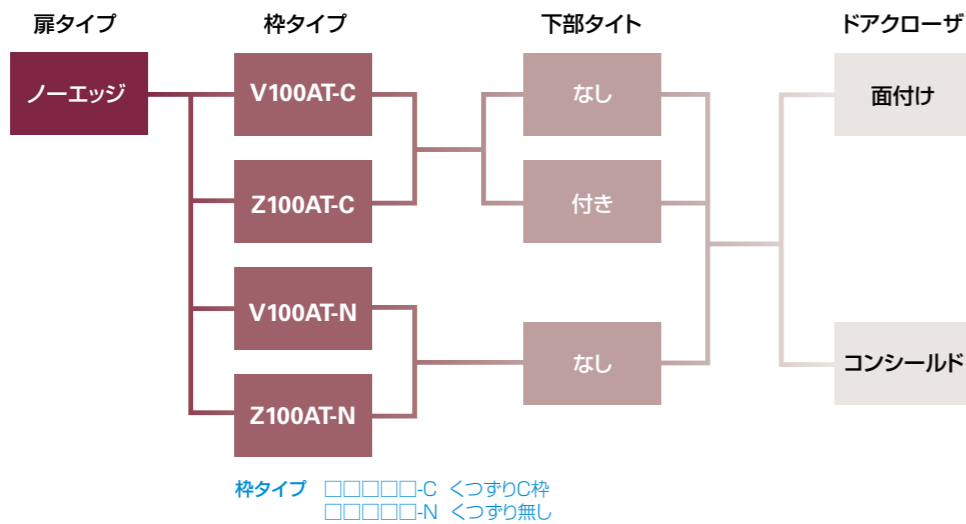 扉タイプ 枠タイプ 下部タイト ドアクローザ
ノーエッジ V100AT-C なし 面付け
Z100AT-C 付き
V100AT-N
なし コンシールド
Z100AT-N
枠タイプ □□□□□-C くつずりC枠
□□□□□-N くつずり無し